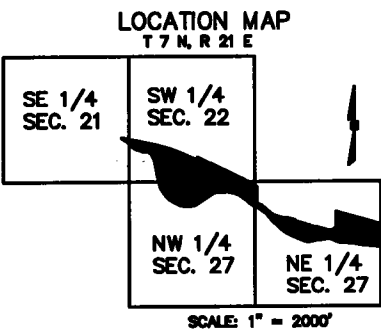 LOCATION MAP
T 7 N, R 21 E
SE 1/4
SEC. 21
SW 1/4
SEC. 22
NW 1/4
SEC. 27
NE 1/4
SEC. 27
SCALE: 1" = 2000'